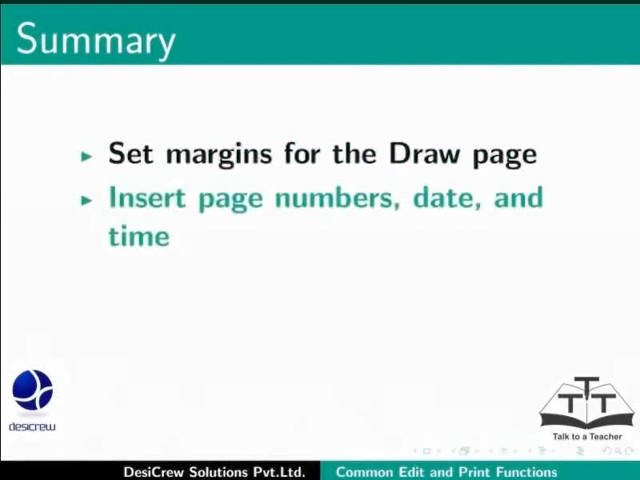 Summary
Set margins for the Draw page
Insert page numbers, date, and
time
desicrew
TTT
Talk to a Teacher
DesiCrew Solutions Pvt.Ltd. Common Edit and Print Functions